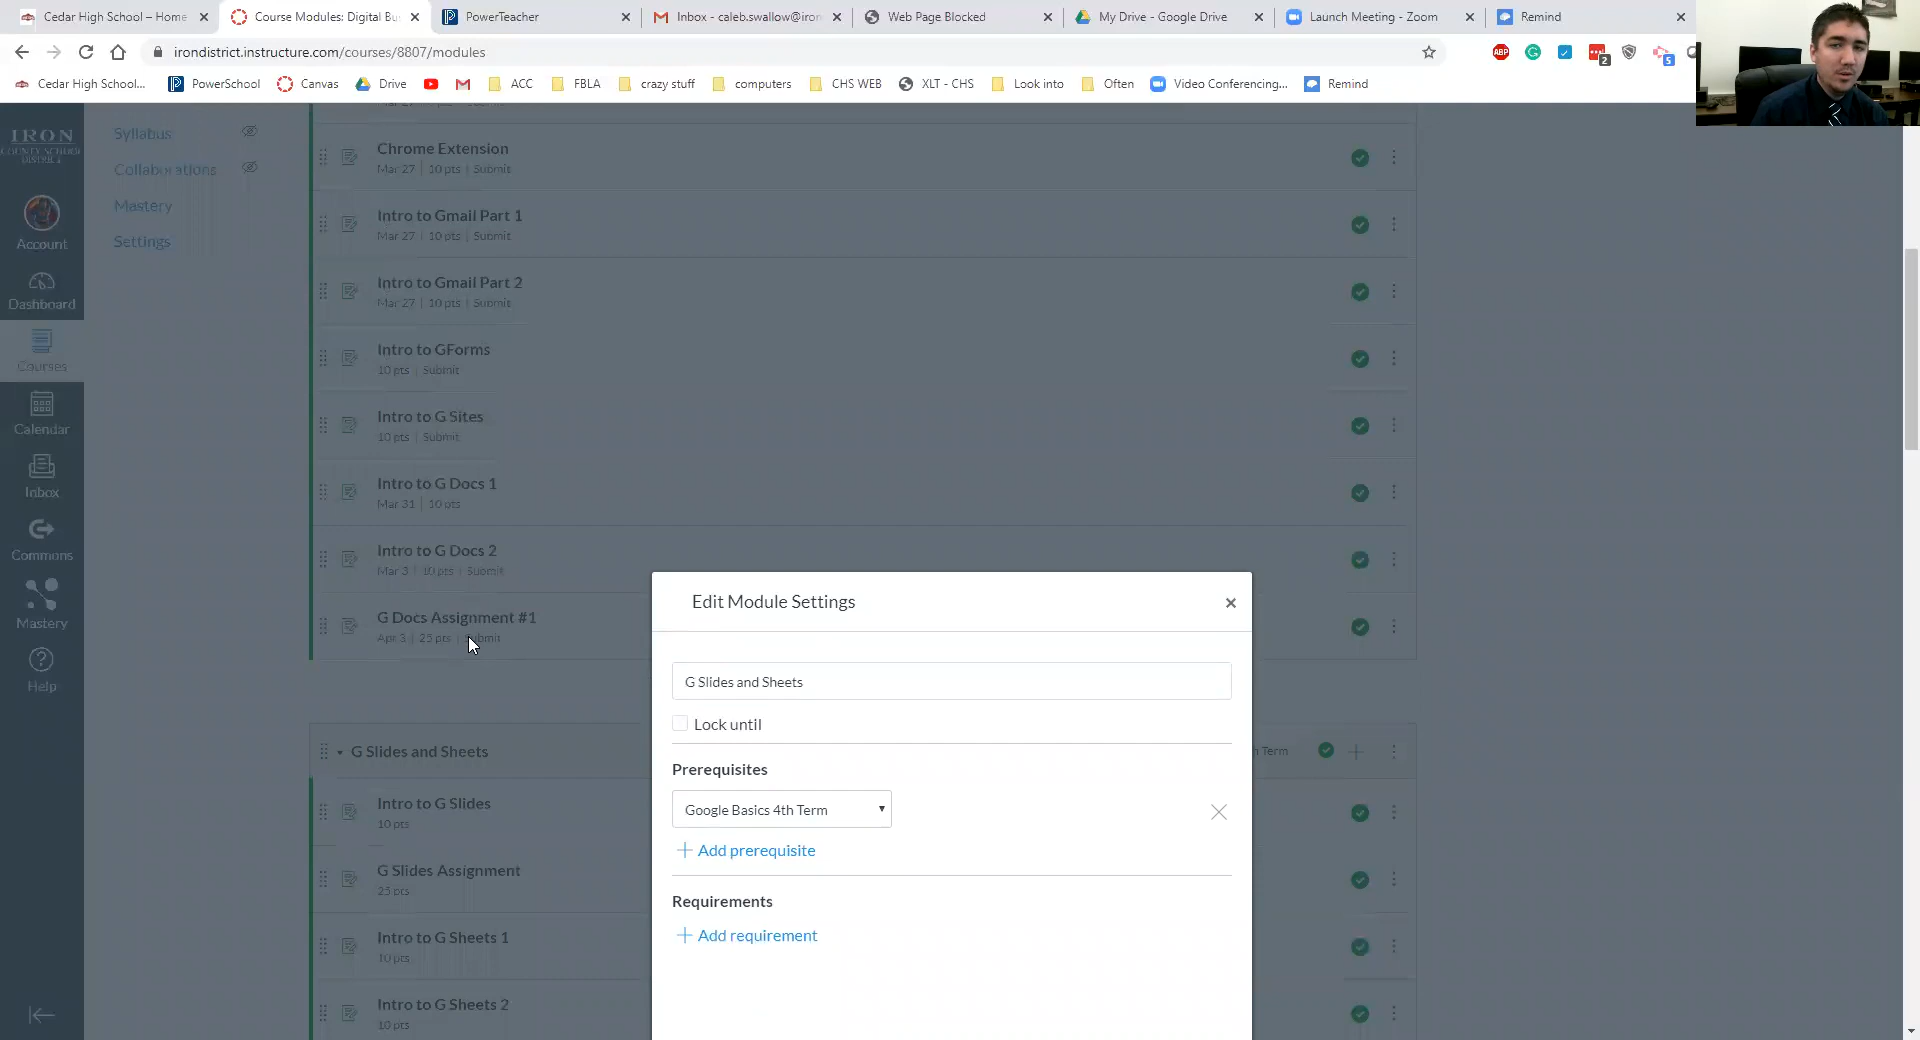 Cedar High School – Home
Course Modules: Digital Bu
PowerTeacher
Inbox - caleb.swallow@iron
Web Page Blocked
My Drive - Google Drive
Launch Meeting - Zoom
Remind
irondistrict.instructure.com/courses/8807/modules
2
5
Cedar High School...
PowerSchool
Canvas
Drive
ACC
FBLA
crazy stuff
computers
CHS WEB
XLT - CHS
Look into
Often
Video Conferencing...
Remind
IRON
COUNTY SCHOOL
DISTRICT
Account
Dashboard
Courses
Calendar
Inbox
Commons
Mastery
Help
Syllabus
Collaborations
Mastery
Settings
Chrome Extension
Mar 27 | 10 pts | Submit
Intro to Gmail Part 1
Mar 27 | 10 pts | Submit
Intro to Gmail Part 2
Mar 27 | 10 pts | Submit
Intro to GForms
10 pts | Submit
Intro to G Sites
10 pts | Submit
Intro to G Docs 1
Mar 31 | 10 pts
Intro to G Docs 2
Mar 3 | 10 pts | Submit
G Docs Assignment #1
Apr 3 | 25 pts | Submit
G Slides and Sheets
Term
Intro to G Slides
10 pts
G Slides Assignment
25 pts
Intro to G Sheets 1
10 pts
Intro to G Sheets 2
10 pts
Edit Module Settings
G Slides and Sheets
Lock until
Prerequisites
Google Basics 4th Term
Add prerequisite
Requirements
Add requirement